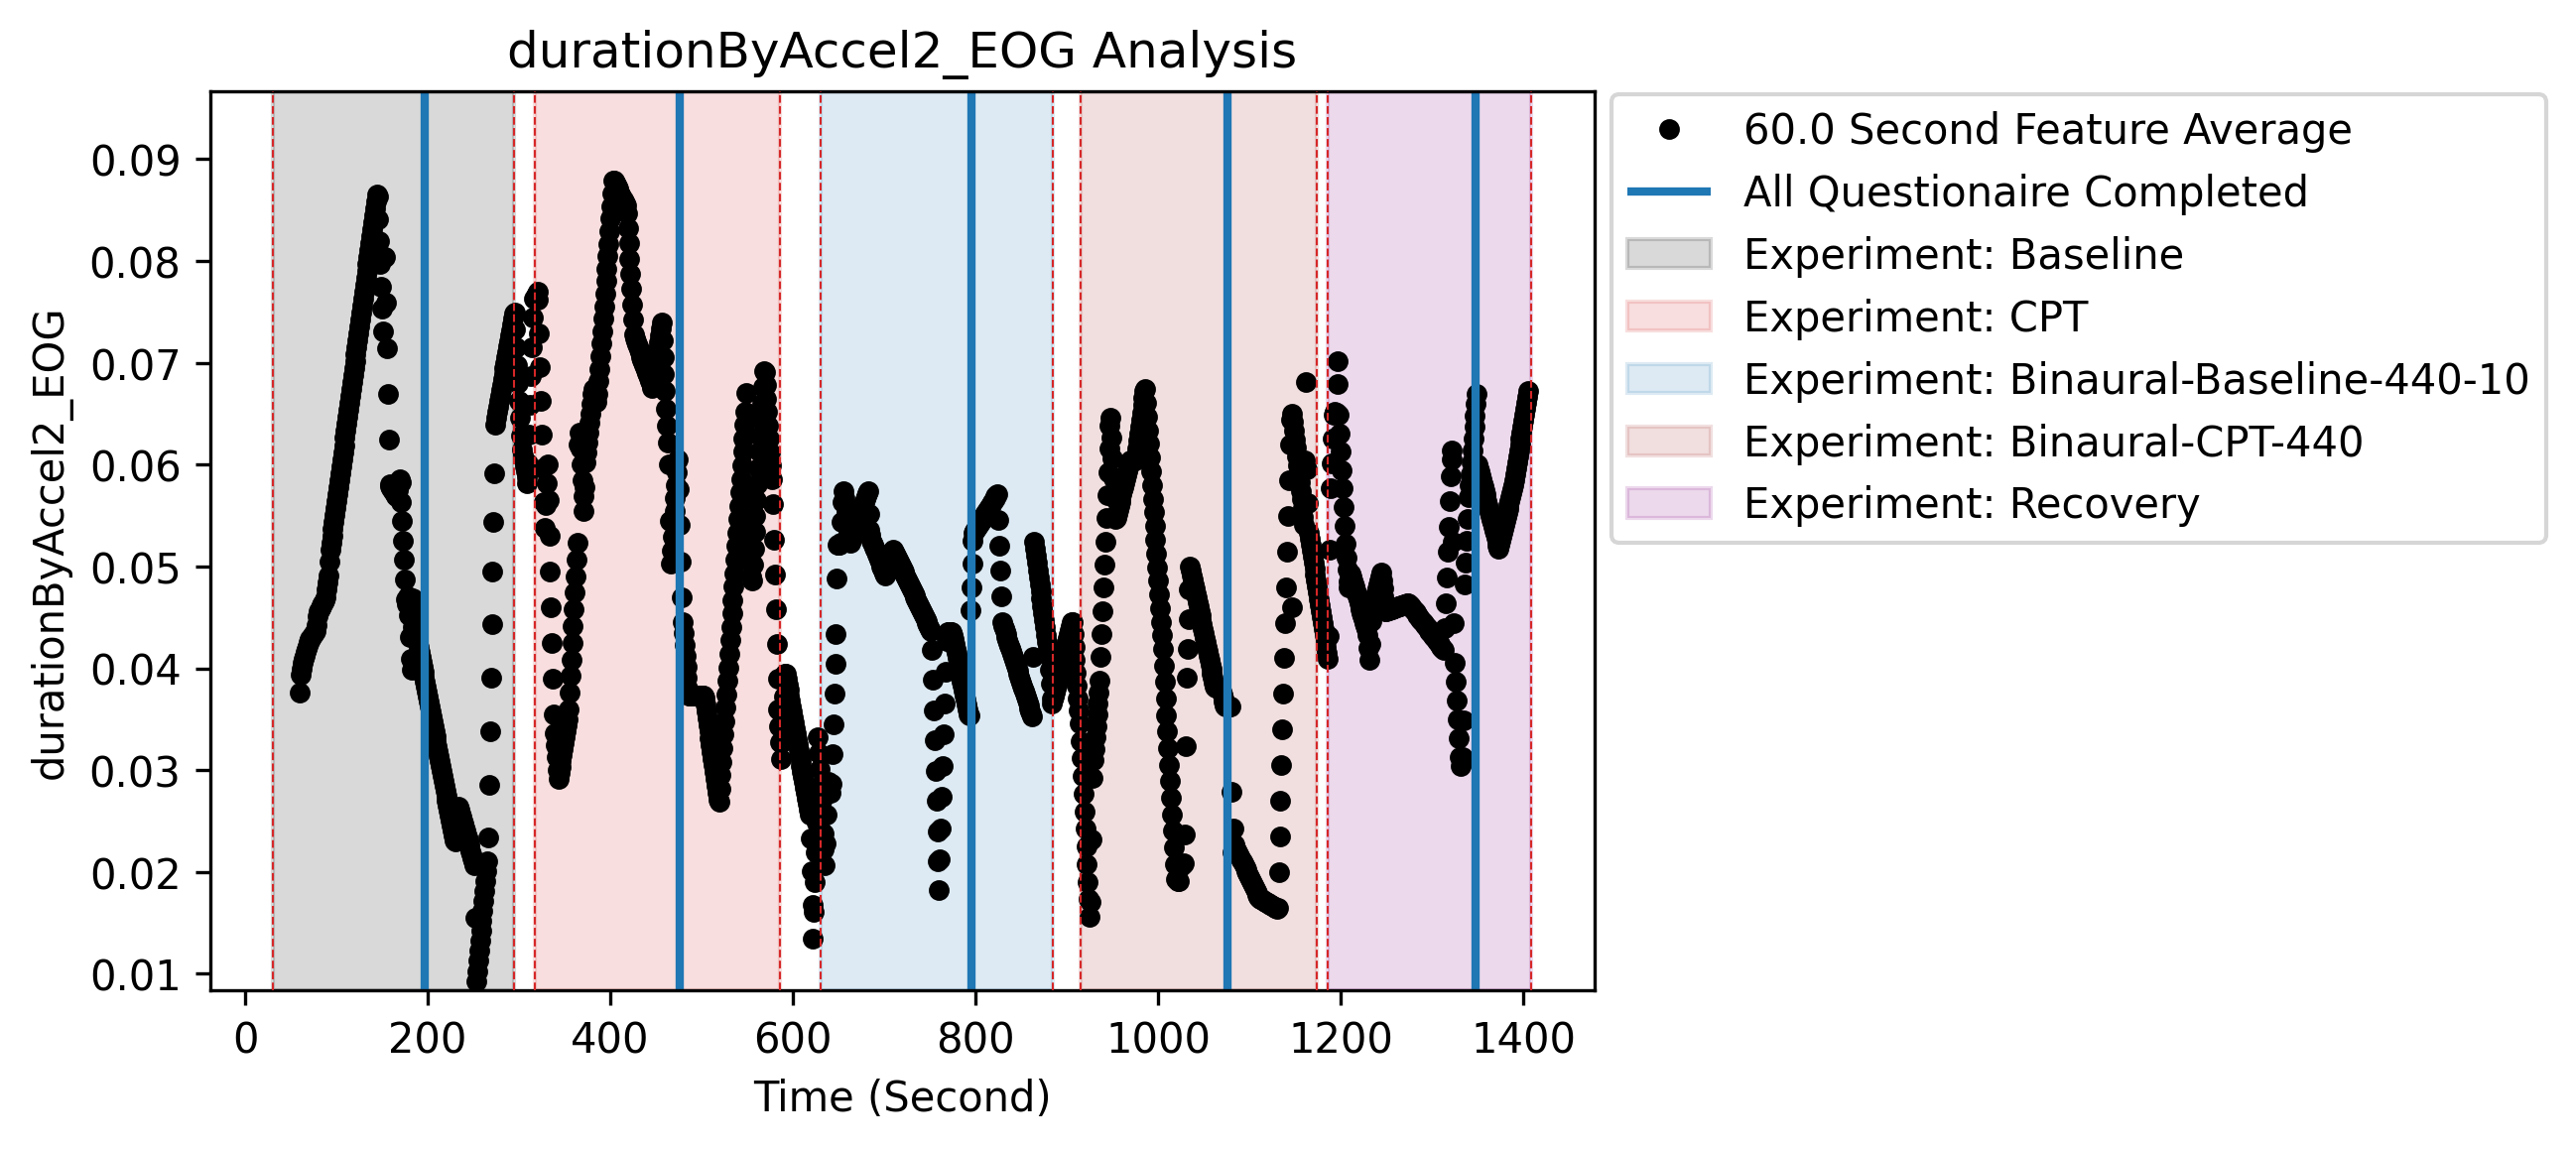 durationByAccel2_EOG Analysis
durationByAccel2_EOG
0.09
0.08
0.07
0.06
0.05
0.04
0.03
0.02
0.01
0 200 400 600 800 1000 1200 1400
Time (Second)
60.0 Second Feature Average
All Questionaire Completed
Experiment: Baseline
Experiment: CPT
Experiment: Binaural-Baseline-440-10
Experiment: Binaural-CPT-440
Experiment: Recovery